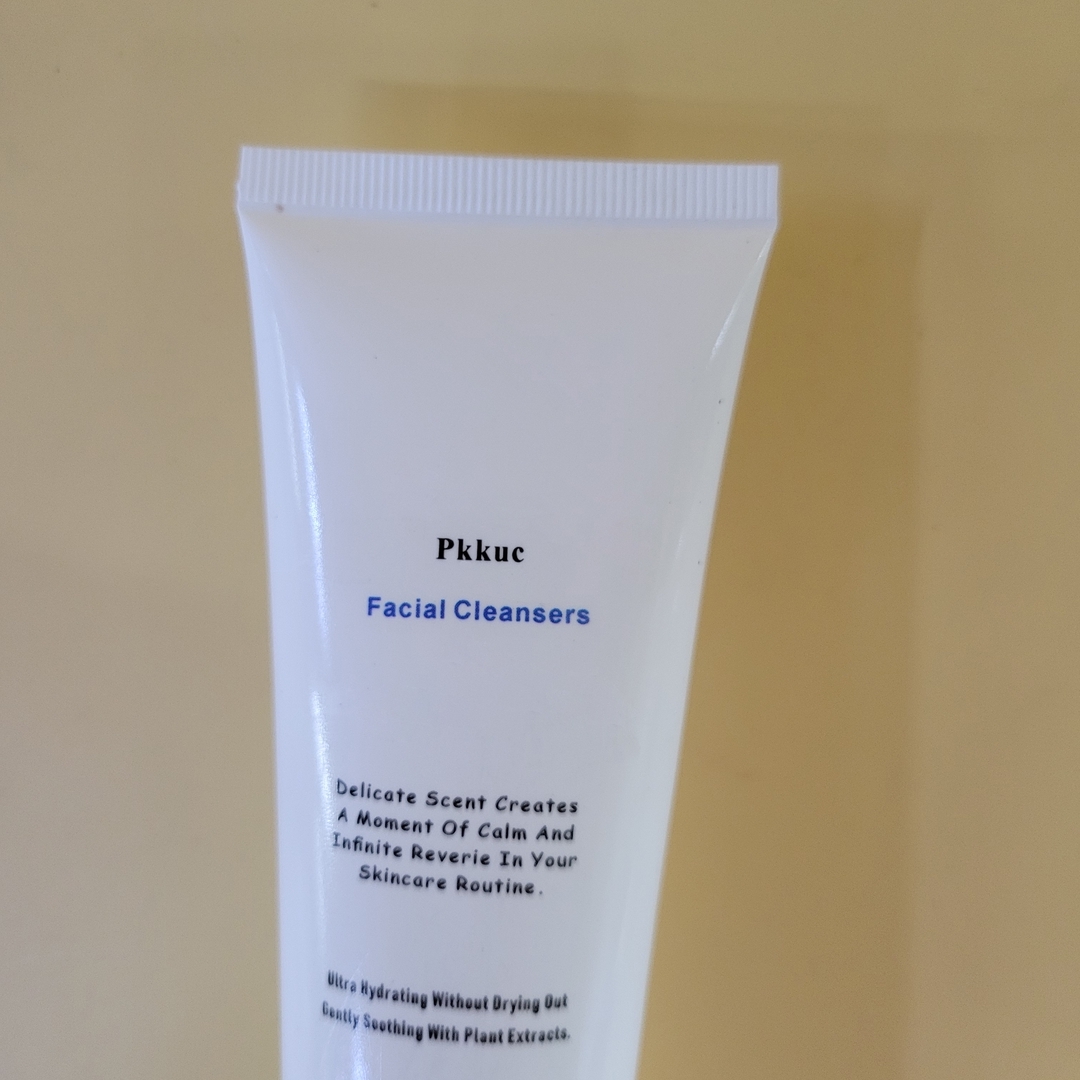 Pkkuc
Facial Cleansers
Delicate Scent Creates
A Moment Of Calm And
Infinite Reverie In Your
Skincare Routine.
Ultra Hydrating Without Drying Out
Gently Soothing With Plant Extracts.